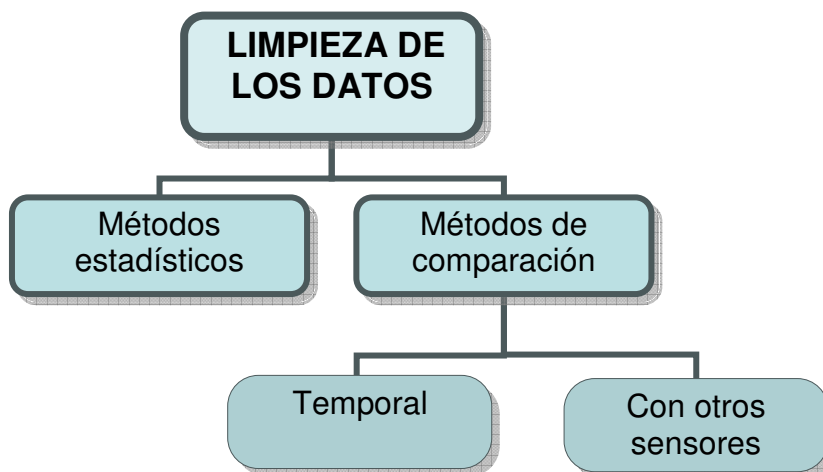 LIMPIEZA DE
LOS DATOS
Métodos
estadísticos
Métodos de
comparación
Temporal
Con otros
sensores